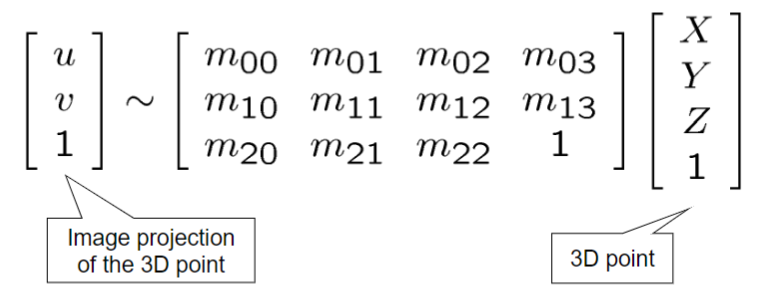 [ u v 1 ] ~ [ m00 m01 m02 m03 m10 m11 m12 m13 m20 m21 m22 1 ] [ X Y Z 1 ]
Image projection
of the 3D point
3D point